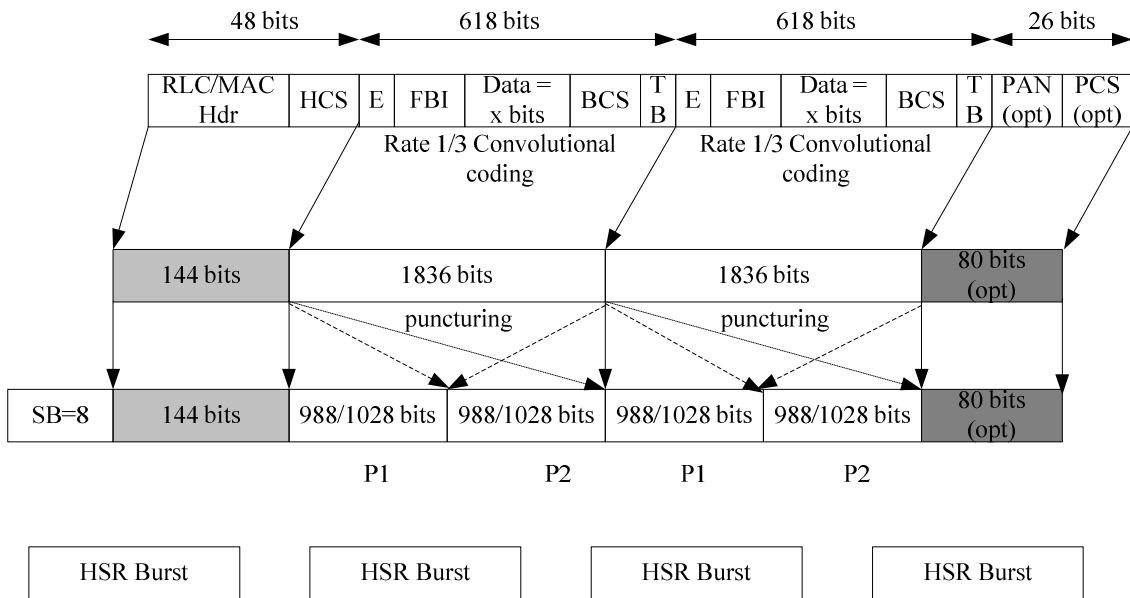 48 bits
618 bits
618 bits
26 bits
RLC/MAC
Hdr
HCS
E
FBI
Data =
x bits
BCS
T
B
E
FBI
Data =
x bits
BCS
T
B
PAN
(opt)
PCS
(opt)
Rate 1/3 Convolutional
coding
Rate 1/3 Convolutional
coding
144 bits
1836 bits
1836 bits
80 bits
(opt)
puncturing
puncturing
SB=8
144 bits
988/1028 bits
988/1028 bits
988/1028 bits
988/1028 bits
80 bits
(opt)
P1
P2
P1
P2
HSR Burst
HSR Burst
HSR Burst
HSR Burst